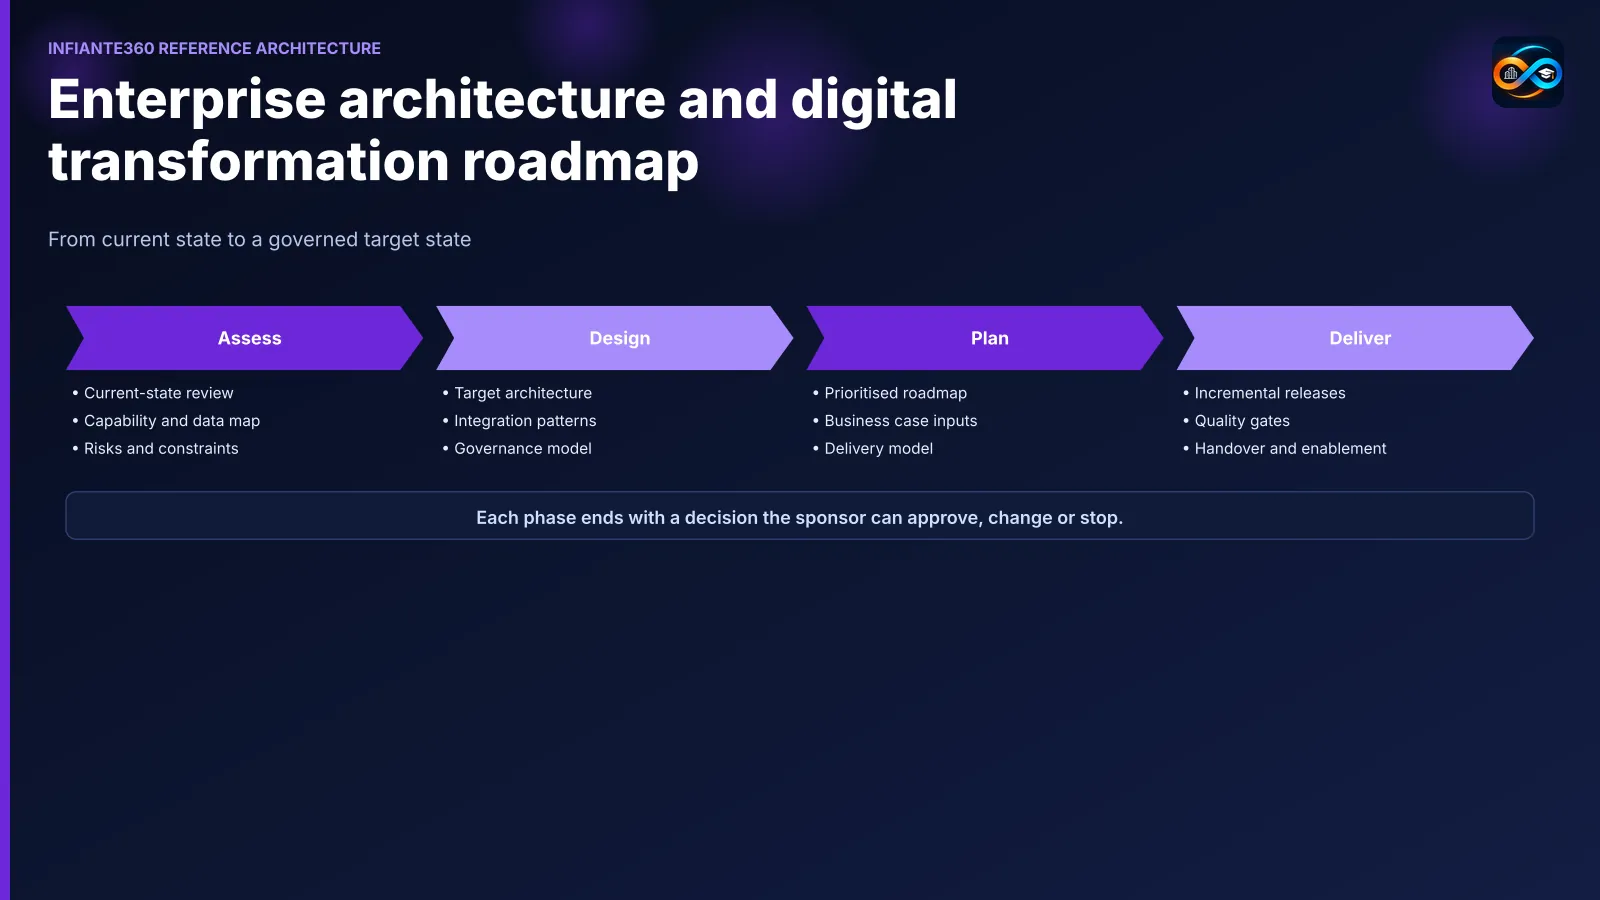 INFIANTE360 REFERENCE ARCHITECTURE
Enterprise architecture and digital
transformation roadmap
From current state to a governed target state
Assess
• Current-state review
• Capability and data map
• Risks and constraints
Design
• Target architecture
• Integration patterns
• Governance model
Plan
• Prioritised roadmap
• Business case inputs
• Delivery model
Deliver
• Incremental releases
• Quality gates
• Handover and enablement
Each phase ends with a decision the sponsor can approve, change or stop.